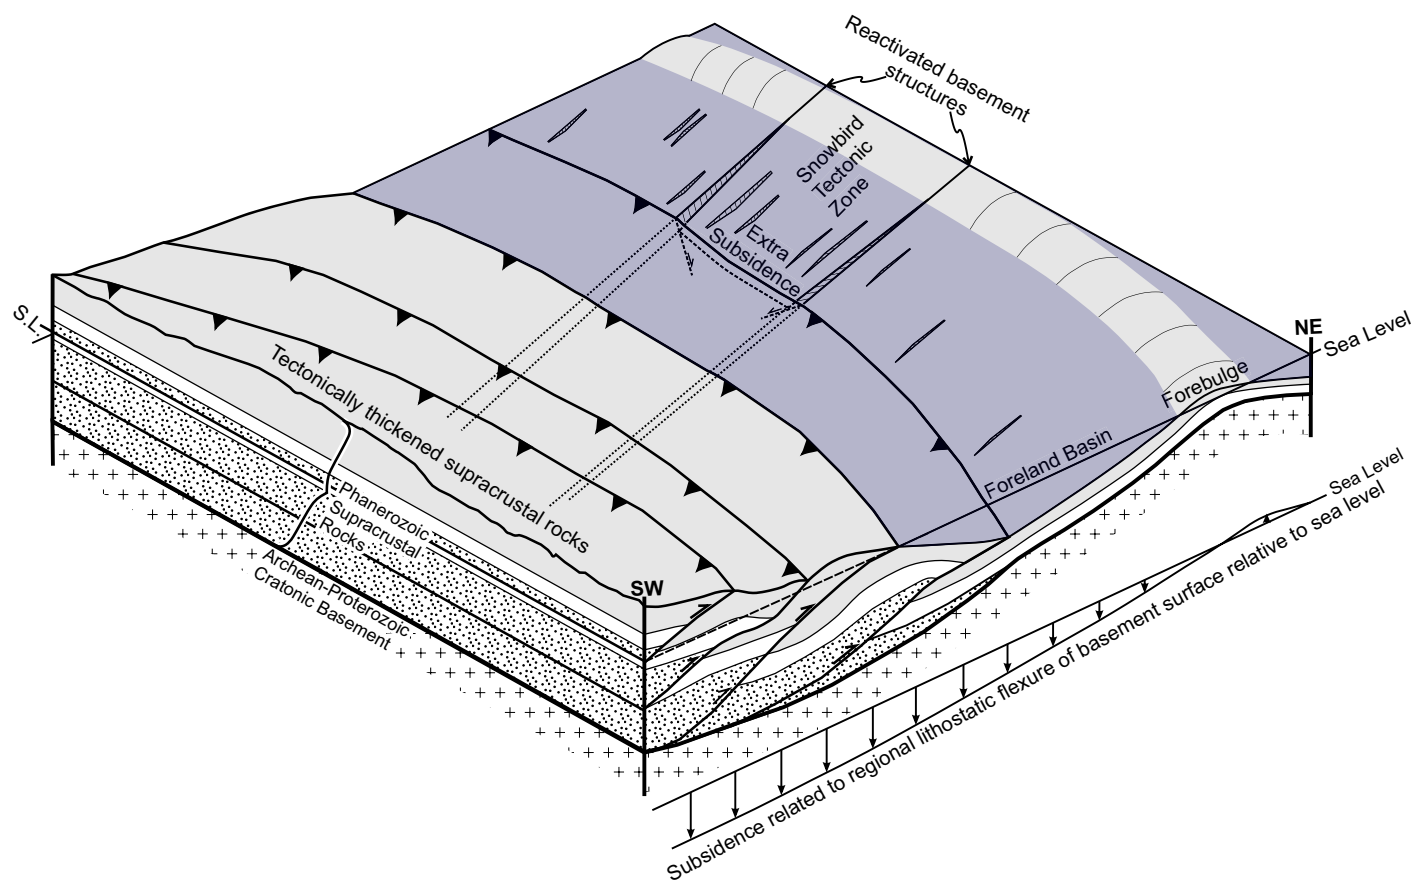 Reactivated basement
structures
Snowbird
Tectonic
Zone
Extra
Subsidence
S.L.
NE
Sea Level
Forebulge
Foreland Basin
Tectonically thickened supracrustal rocks
Phanerozoic
Supracrustal
Rocks
Archean-Proterozoic
Cratonic Basement
SW
Sea Level
Subsidence related to regional lithostatic flexure of basement surface relative to sea level